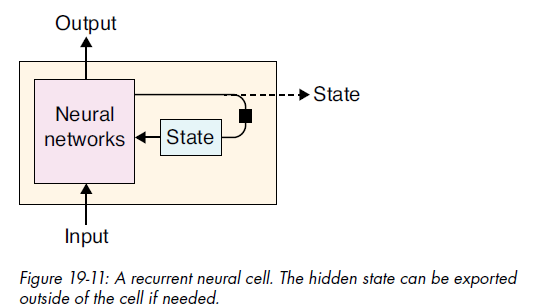 Output
State
Neural
networks
State
Input
Figure 19-11: A recurrent neural cell. The hidden state can be exported
outside of the cell if needed.